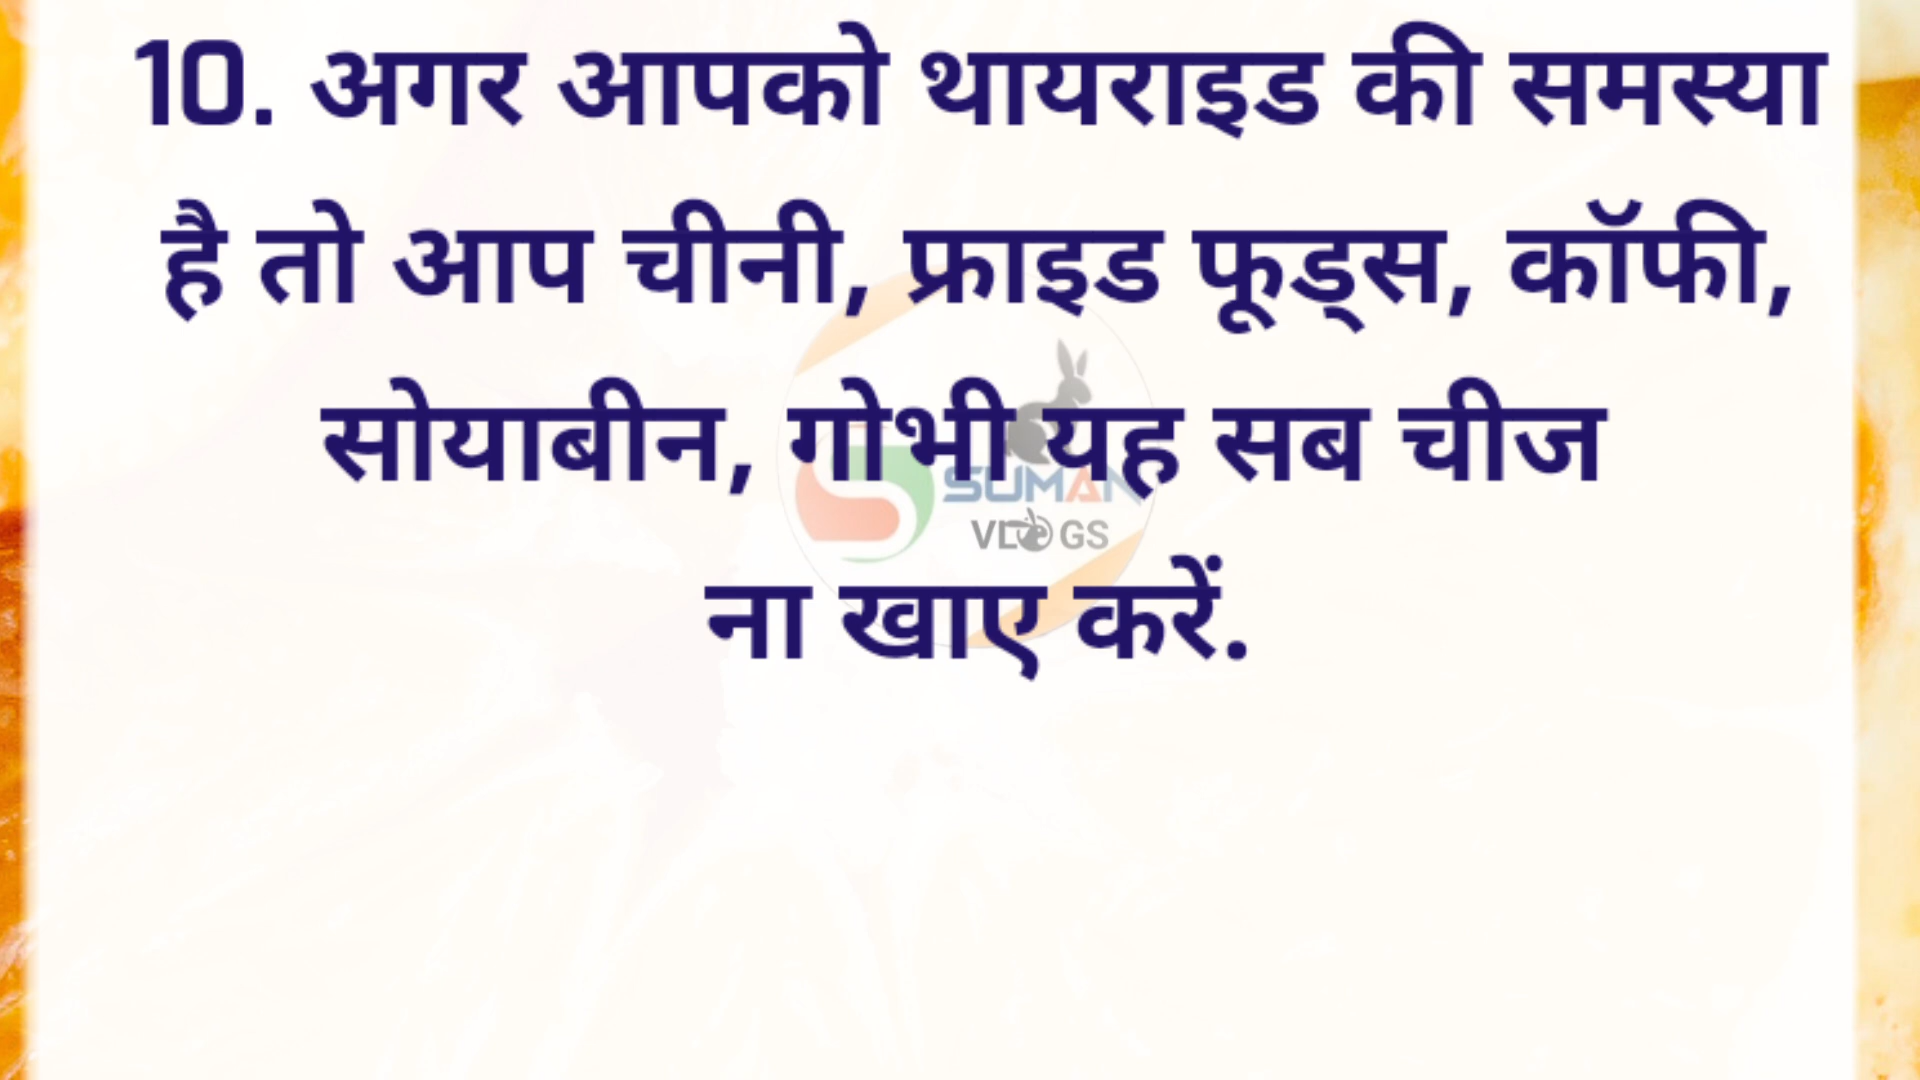 10. अगर आपको थायराइड की समस्या
है तो आप चीनी, फ्राइड फूड्स, कॉफी,
सोयाबीन, गोभी यह सब चीज
SUMAN
VLOGS
ना खाए करें.